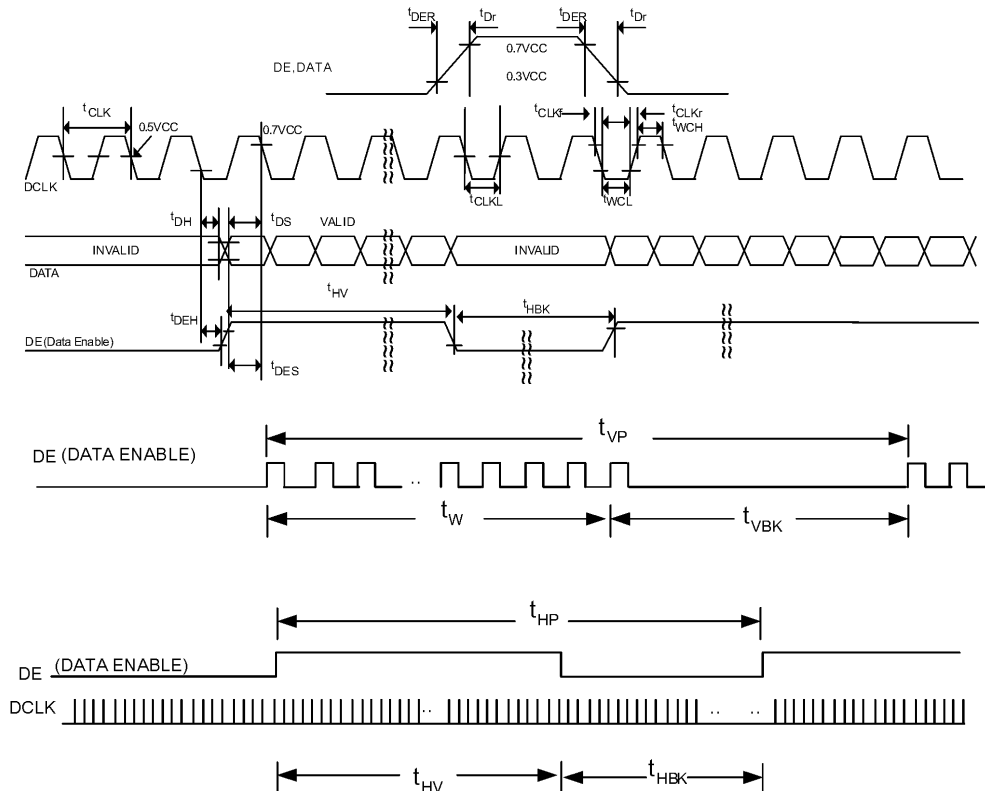 tDER tDr tDER tDr
0.7VCC
DE,DATA
0.3VCC
tCLK tCLKf tCLKr
0.5VCC 0.7VCC tWCH
DCLK
tCLKL tWCL
tDH tDS VALID
INVALID INVALID
DATA
tHV
tHBK
tDEH
DE(Data Enable)
tDES
tVP
DE (DATA ENABLE)
..
tW tVBK
tHP
DE (DATA ENABLE)
DCLK .. .. ..
tHV tHBK